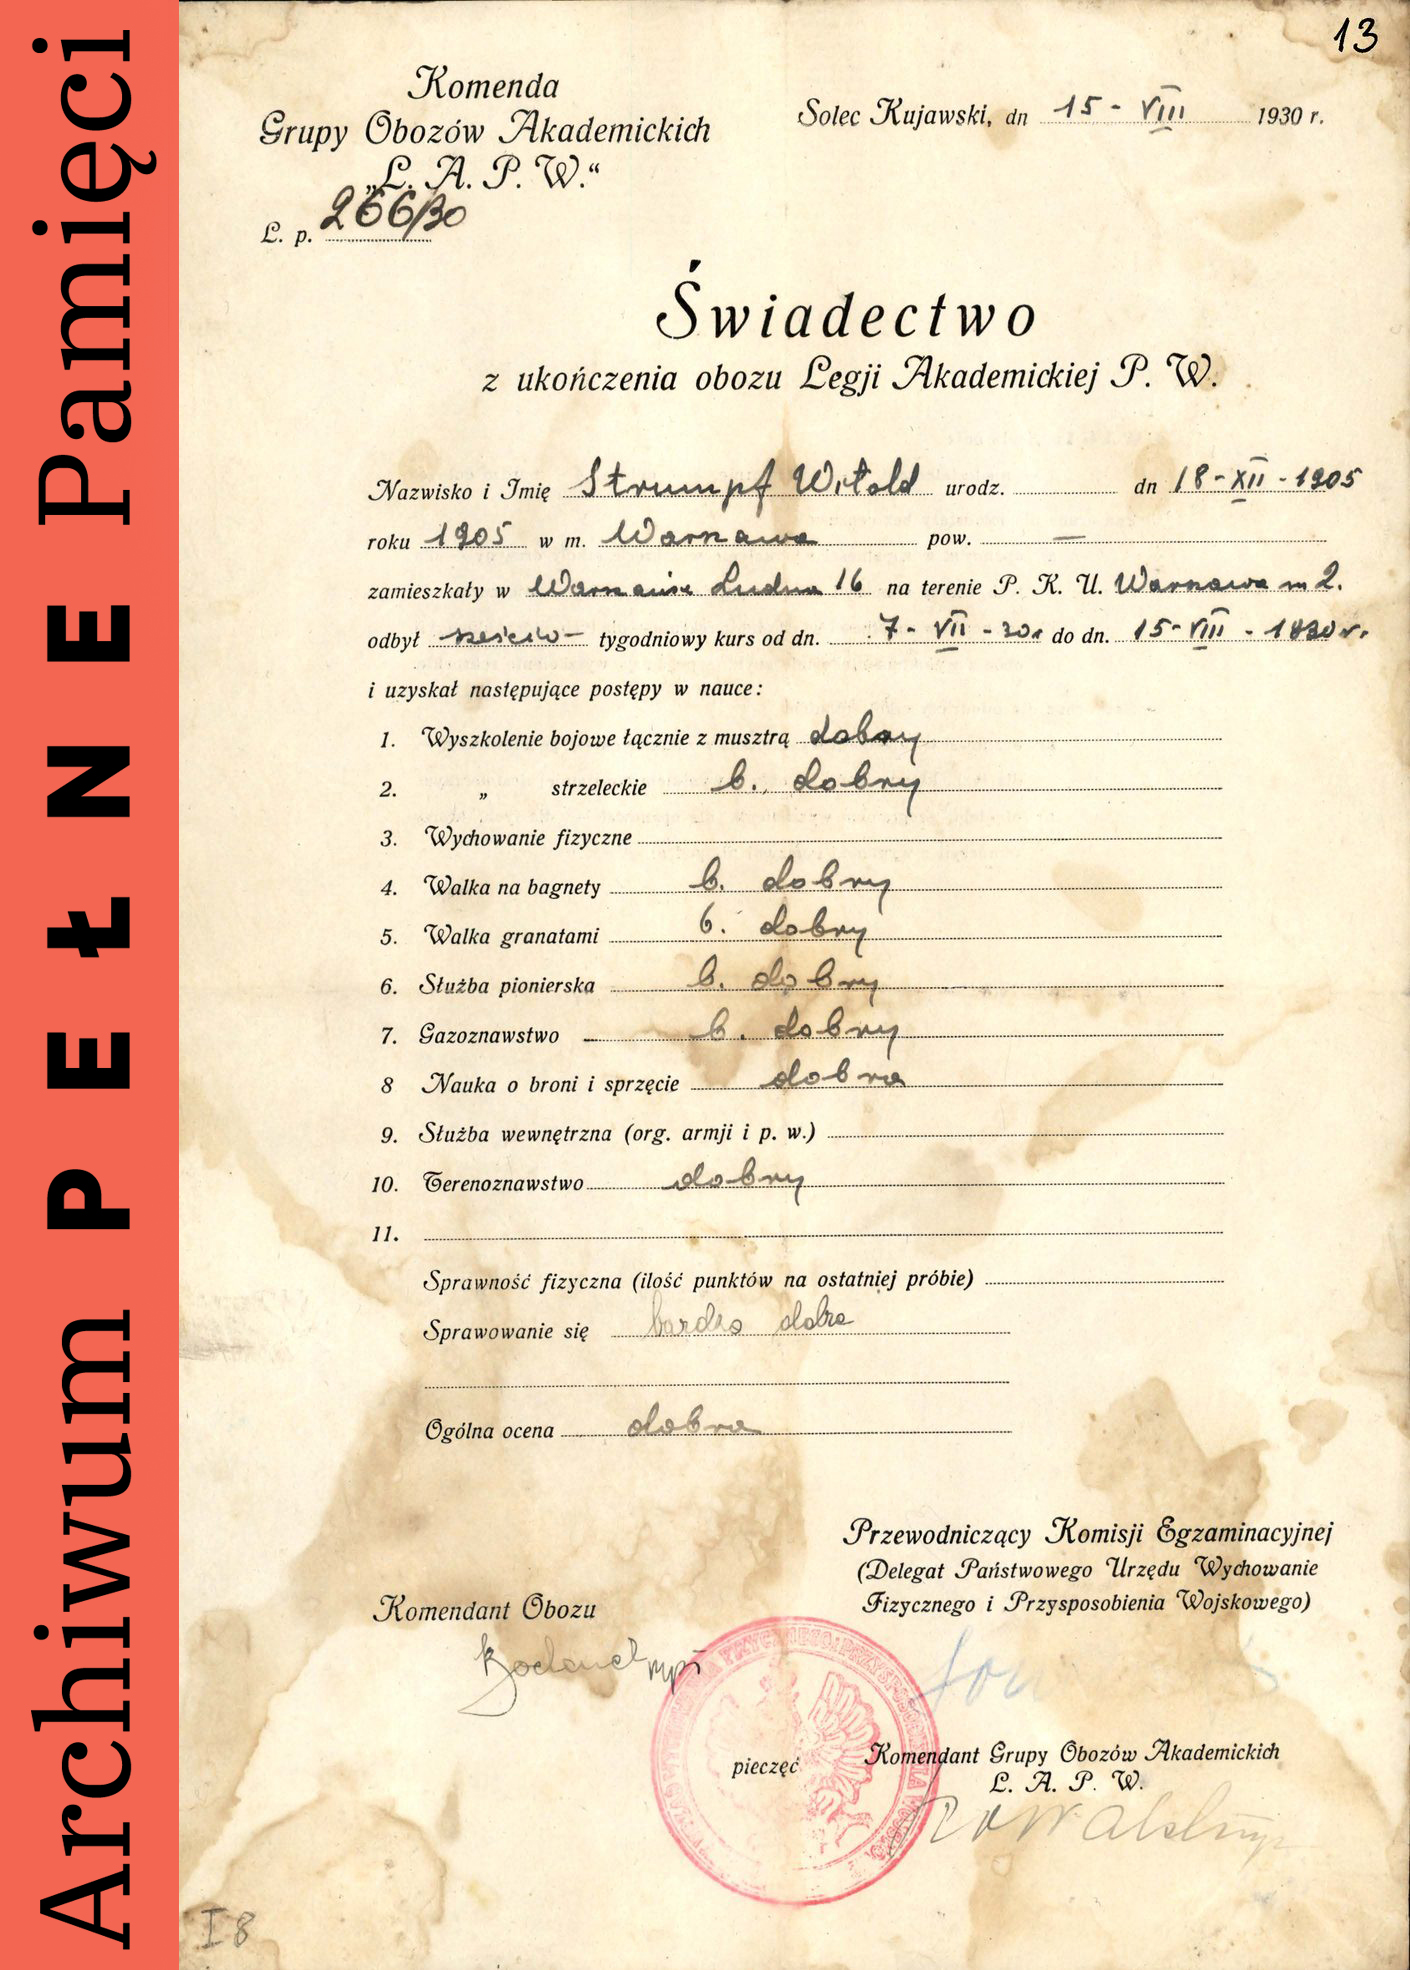 Archiwum PEŁNE Pamięci
13
Komenda
Grupy Obozów Akademickich
„L. A. P. W.“
L. p. 266/30
Solec Kujawski, dn 15 - VIII 1930 r.
Świadectwo
z ukończenia obozu Legji Akademickiej P. W.
Nazwisko i Imię Strumpf Witold urodz. dn 18 - XII - 1905
roku 1905 w m. Warszawa pow. —
zamieszkały w Warszawie Ludna 16 na terenie P. K. U. Warszawa m 2.
odbył sześcio- tygodniowy kurs od dn. 7 - VII - 30r do dn. 15 - VIII - 1930 r.
i uzyskał następujące postępy w nauce:
1. Wyszkolenie bojowe łącznie z musztrą dobry
2. „ strzeleckie b. dobry
3. Wychowanie fizyczne
4. Walka na bagnety b. dobry
5. Walka granatami b. dobry
6. Służba pionierska b. dobry
7. Gazoznawstwo b. dobry
8 Nauka o broni i sprzęcie dobra
9. Służba wewnętrzna (org. armji i p. w.)
10. Terenoznawstwo dobry
11.
Sprawność fizyczna (ilość punktów na ostatniej próbie)
Sprawowanie się bardzo dobre
Ogólna ocena dobra
Przewodniczący Komisji Egzaminacyjnej
(Delegat Państwowego Urzędu Wychowanie
Fizycznego i Przysposobienia Wojskowego)
Komendant Obozu
pieczęć
Komendant Grupy Obozów Akademickich
L. A. P. W.
I 8